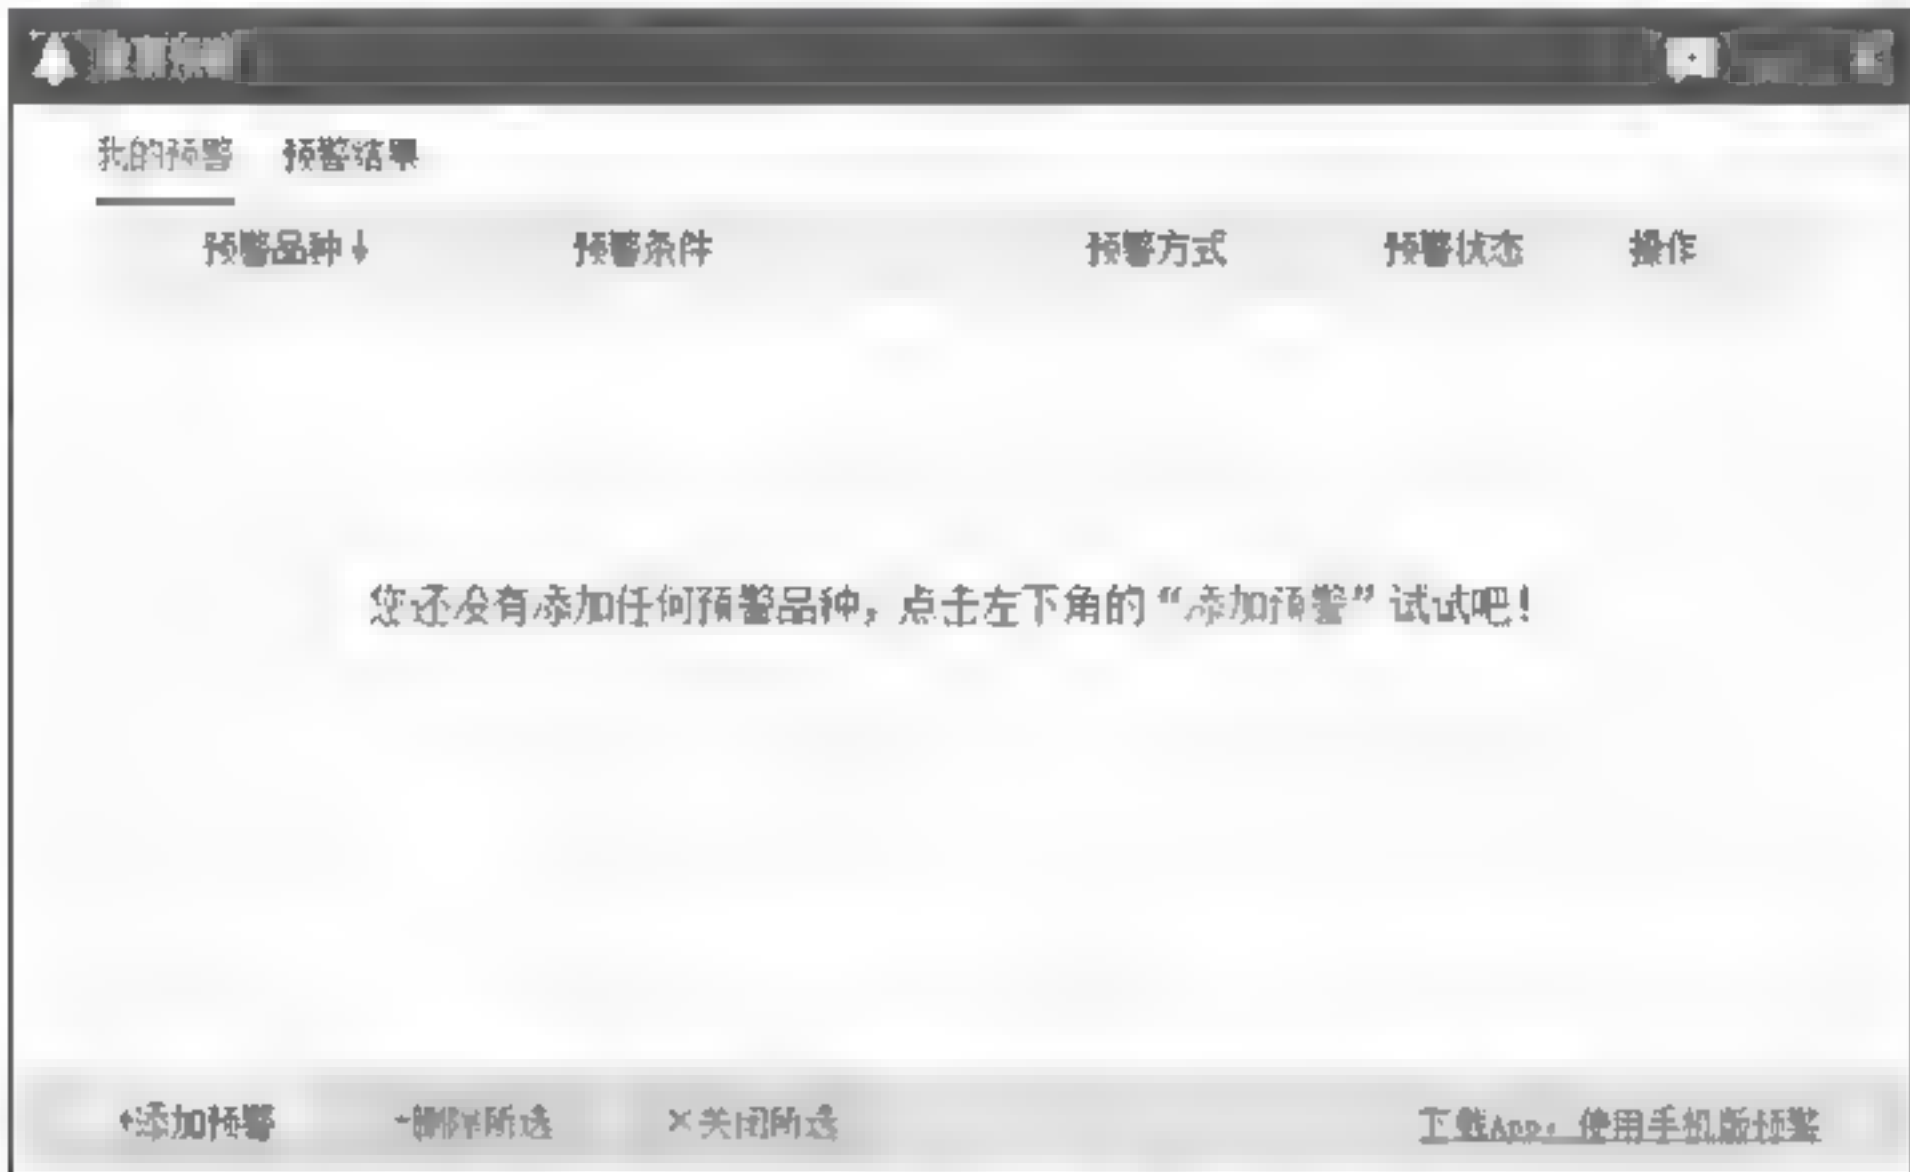 我的预警 预警结果
预警品种↓ 预警条件 预警方式 预警状态 操作
您还没有添加任何预警品种，点击左下角的“添加预警”试试吧！
+添加预警 -删除所选 ×关闭所选 下载App，使用手机版预警